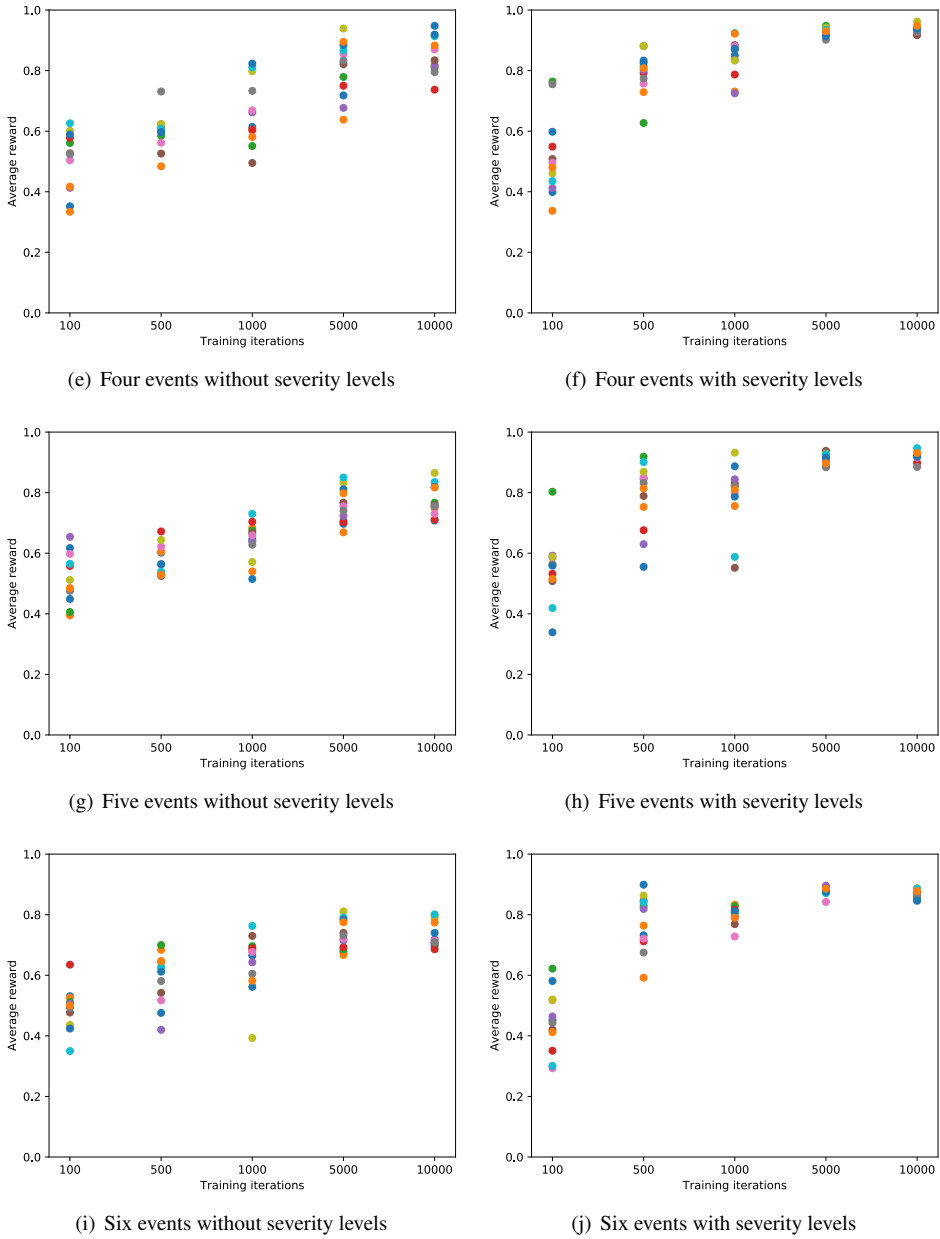 1.0
0.8
0.6
0.4
0.2
0.0
Average reward
100 500 1000 5000 10000
Training iterations
(e) Four events without severity levels
1.0
0.8
0.6
0.4
0.2
0.0
Average reward
100 500 1000 5000 10000
Training iterations
(f) Four events with severity levels
1.0
0.8
0.6
0.4
0.2
0.0
Average reward
100 500 1000 5000 10000
Training iterations
(g) Five events without severity levels
1.0
0.8
0.6
0.4
0.2
0.0
Average reward
100 500 1000 5000 10000
Training iterations
(h) Five events with severity levels
1.0
0.8
0.6
0.4
0.2
0.0
Average reward
100 500 1000 5000 10000
Training iterations
(i) Six events without severity levels
1.0
0.8
0.6
0.4
0.2
0.0
Average reward
100 500 1000 5000 10000
Training iterations
(j) Six events with severity levels